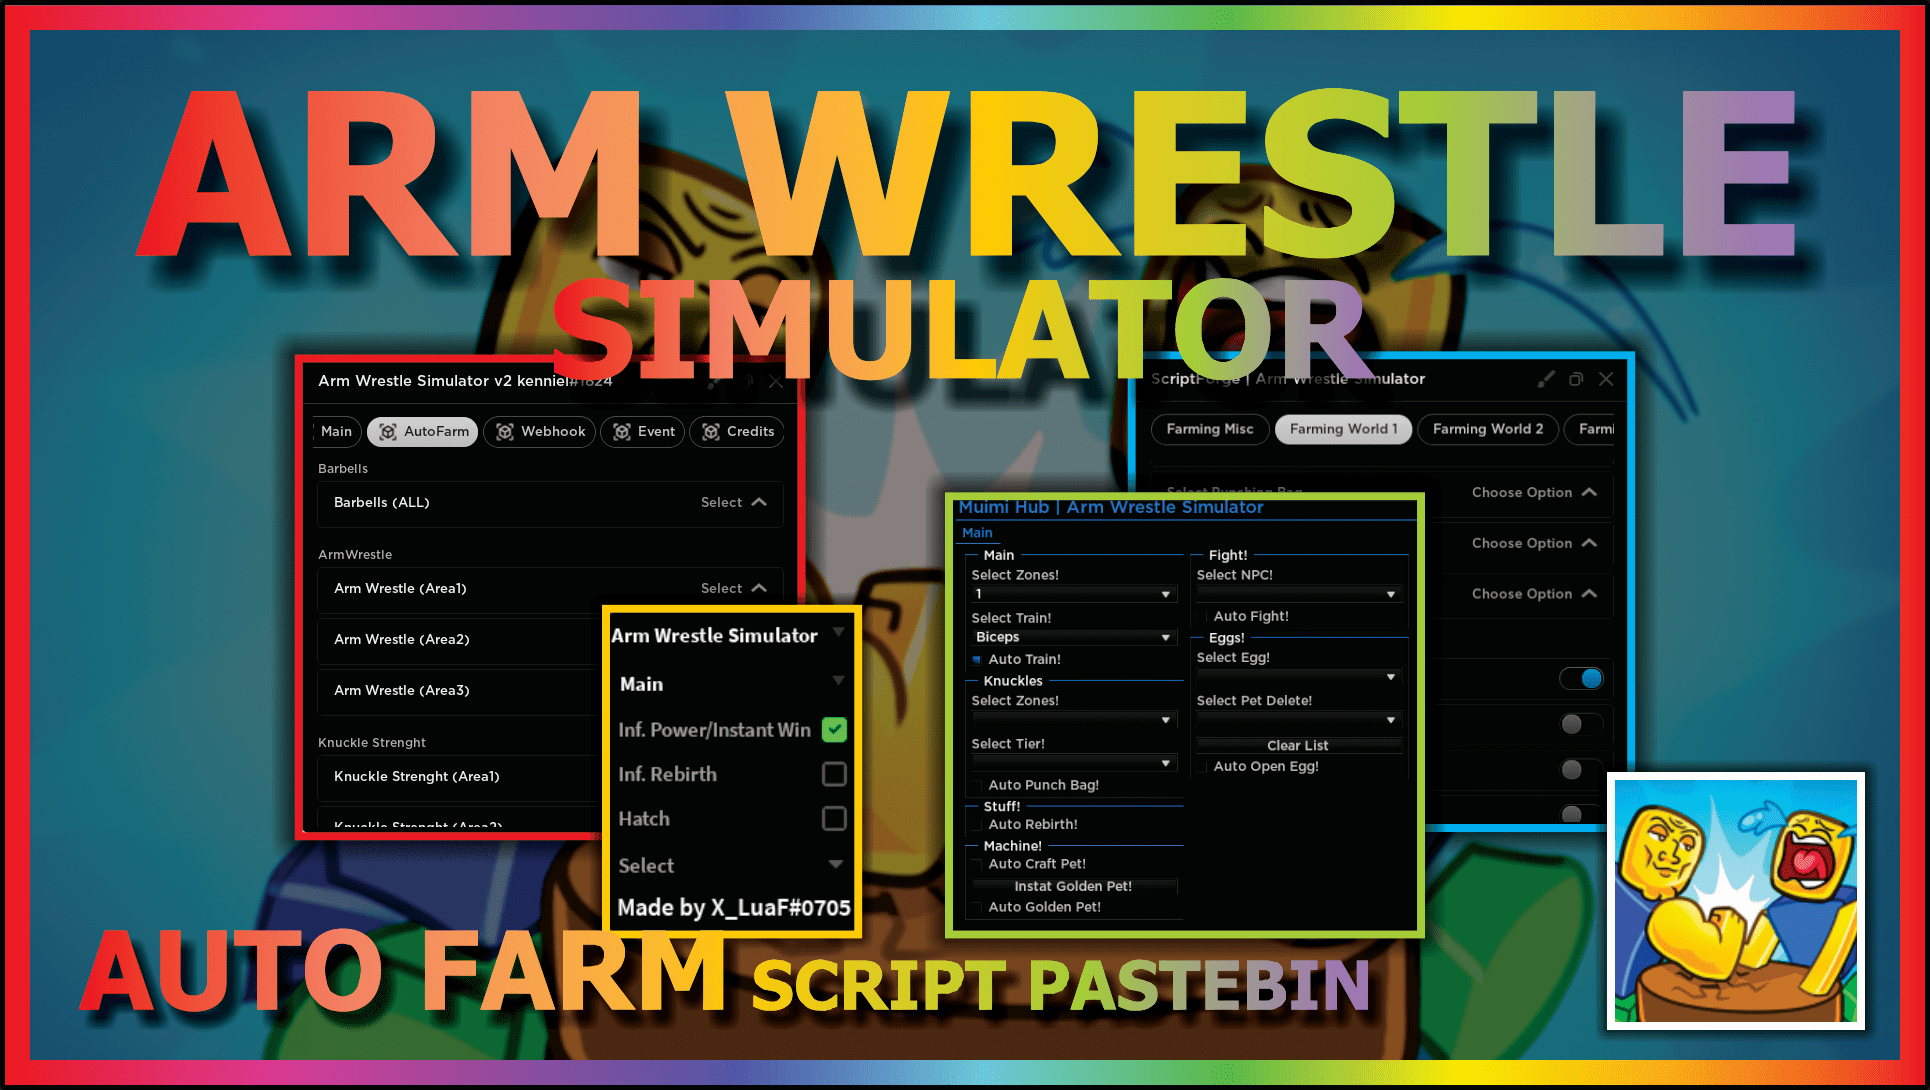 ARM WRESTLE
SIMULATOR
Arm Wrestle Simulator v2 kenniel#1824
Main
AutoFarm
Webhook
Event
Credits
Barbells
Barbells (ALL)
Select
ArmWrestle
Arm Wrestle (Area1)
Select
Arm Wrestle (Area2)
Arm Wrestle (Area3)
Knuckle Strenght
Knuckle Strenght (Area1)
Knuckle Strenght (Area2)
Arm Wrestle Simulator
Main
Inf. Power/Instant Win
Inf. Rebirth
Hatch
Select
Made by X_LuaF#0705
Muimi Hub | Arm Wrestle Simulator
Main
Main
Select Zones!
1
Select Train!
Biceps
Auto Train!
Knuckles
Select Zones!
Select Tier!
Auto Punch Bag!
Stuff!
Auto Rebirth!
Machine!
Auto Craft Pet!
Instat Golden Pet!
Auto Golden Pet!
Fight!
Select NPC!
Auto Fight!
Eggs!
Select Egg!
Select Pet Delete!
Clear List
Auto Open Egg!
ScriptForge | Arm Wrestle Simulator
Farming Misc
Farming World 1
Farming World 2
Farmi
Select Punching Bag
Choose Option
Choose Option
Choose Option
AUTO FARM SCRIPT PASTEBIN